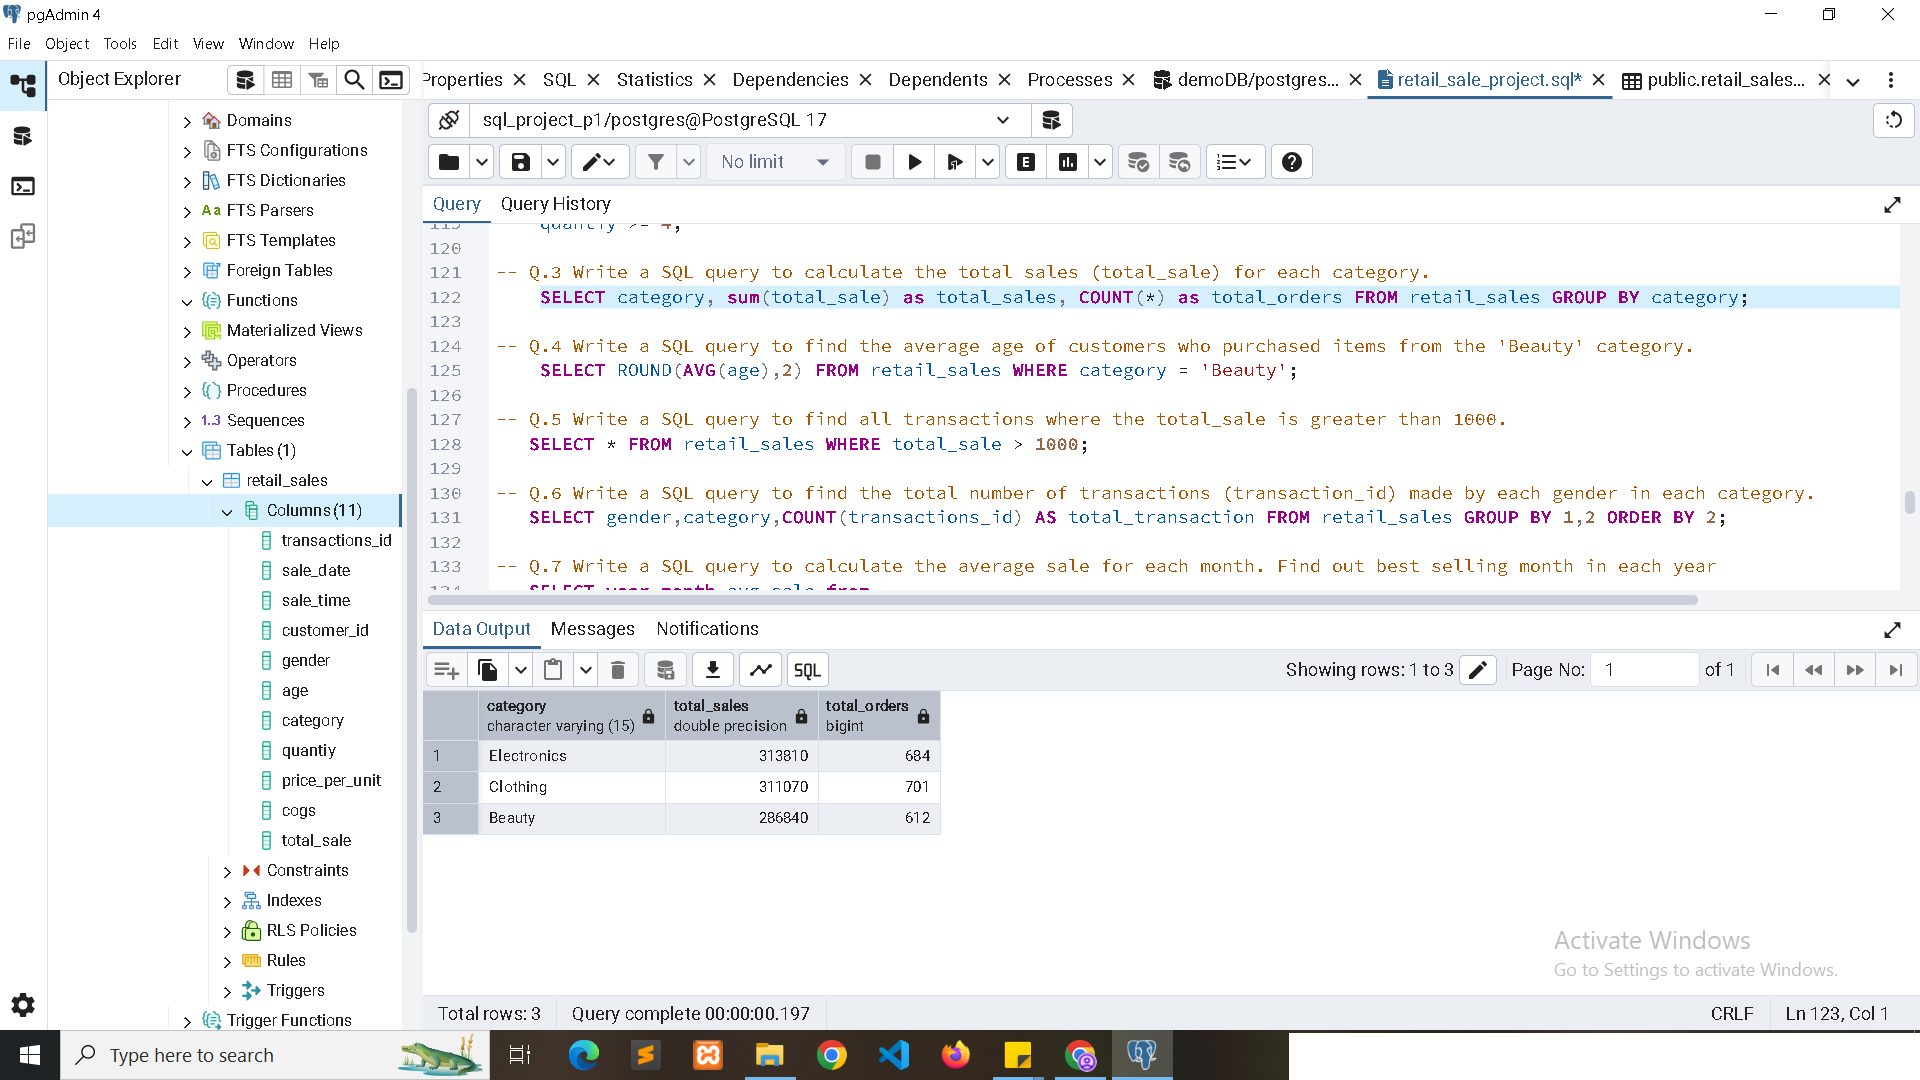 pgAdmin 4
File Object Tools Edit View Window Help
Object Explorer
Properties SQL Statistics Dependencies Dependents Processes demoDB/postgres... retail_sale_project.sql* public.retail_sales...
sql_project_p1/postgres@PostgreSQL 17
No limit
E
SQL
Query Query History
Domains
FTS Configurations
FTS Dictionaries
Aa FTS Parsers
FTS Templates
Foreign Tables
Functions
Materialized Views
Operators
Procedures
1.3 Sequences
Tables (1)
retail_sales
Columns (11)
transactions_id
sale_date
sale_time
customer_id
gender
age
category
quantiy
price_per_unit
cogs
total_sale
Constraints
Indexes
RLS Policies
Rules
Triggers
Trigger Functions
119 quantiy >= 4;
120
121 -- Q.3 Write a SQL query to calculate the total sales (total_sale) for each category.
122 SELECT category, sum(total_sale) as total_sales, COUNT(*) as total_orders FROM retail_sales GROUP BY category;
123
124 -- Q.4 Write a SQL query to find the average age of customers who purchased items from the 'Beauty' category.
125 SELECT ROUND(AVG(age),2) FROM retail_sales WHERE category = 'Beauty';
126
127 -- Q.5 Write a SQL query to find all transactions where the total_sale is greater than 1000.
128 SELECT * FROM retail_sales WHERE total_sale > 1000;
129
130 -- Q.6 Write a SQL query to find the total number of transactions (transaction_id) made by each gender in each category.
131 SELECT gender,category,COUNT(transactions_id) AS total_transaction FROM retail_sales GROUP BY 1,2 ORDER BY 2;
132
133 -- Q.7 Write a SQL query to calculate the average sale for each month. Find out best selling month in each year
134 SELECT year,month,avg_sale from
Data Output Messages Notifications
Showing rows: 1 to 3 Page No: 1 of 1
category total_sales total_orders
character varying (15) double precision bigint
1 Electronics 313810 684
2 Clothing 311070 701
3 Beauty 286840 612
Activate Windows
Go to Settings to activate Windows.
Total rows: 3 Query complete 00:00:00.197 CRLF Ln 123, Col 1
Type here to search